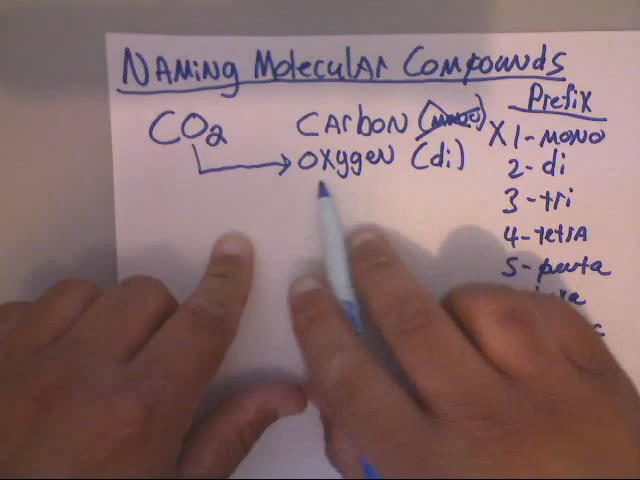 NAMING MOLECULAR COMPOUNDS
CO2
CARBON (mono)
OXYGEN (di)
Prefix
X 1-MONO
2-di
3-tri
4-tetrA
5-penta